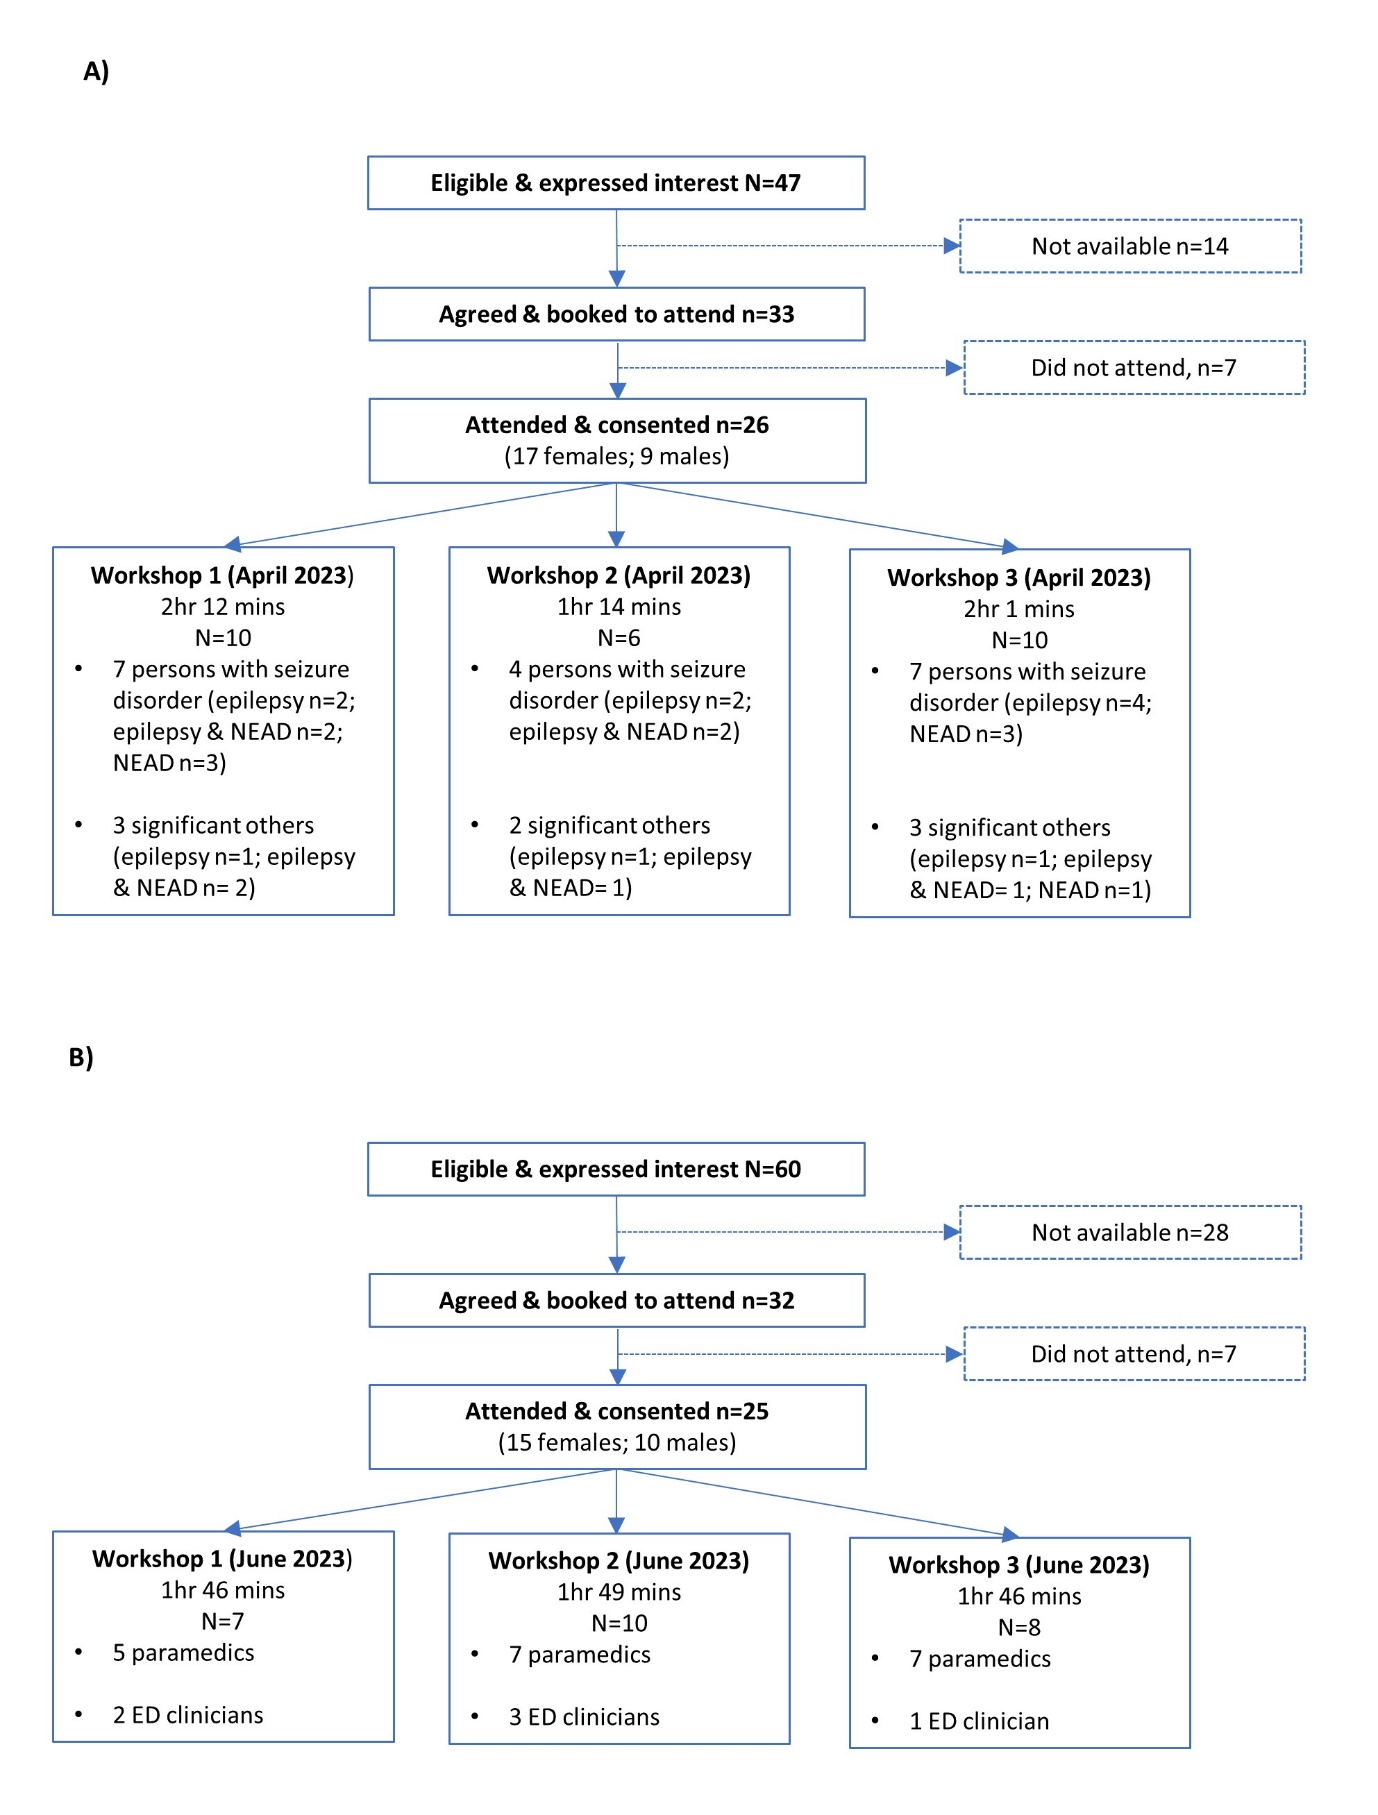 A)
Eligible & expressed interest N=47
Not available n=14
Agreed & booked to attend n=33
Did not attend, n=7
Attended & consented n=26
(17 females; 9 males)
Workshop 1 (April 2023)
2hr 12 mins
N=10
• 7 persons with seizure
disorder (epilepsy n=2;
epilepsy & NEAD n=2;
NEAD n=3)
• 3 significant others
(epilepsy n=1; epilepsy
& NEAD n= 2)
Workshop 2 (April 2023)
1hr 14 mins
N=6
• 4 persons with seizure
disorder (epilepsy n=2;
epilepsy & NEAD n=2)
• 2 significant others
(epilepsy n=1; epilepsy
& NEAD= 1)
Workshop 3 (April 2023)
2hr 1 mins
N=10
• 7 persons with seizure
disorder (epilepsy n=4;
NEAD n=3)
• 3 significant others
(epilepsy n=1; epilepsy
& NEAD= 1; NEAD n=1)
B)
Eligible & expressed interest N=60
Not available n=28
Agreed & booked to attend n=32
Did not attend, n=7
Attended & consented n=25
(15 females; 10 males)
Workshop 1 (June 2023)
1hr 46 mins
N=7
• 5 paramedics
• 2 ED clinicians
Workshop 2 (June 2023)
1hr 49 mins
N=10
• 7 paramedics
• 3 ED clinicians
Workshop 3 (June 2023)
1hr 46 mins
N=8
• 7 paramedics
• 1 ED clinician